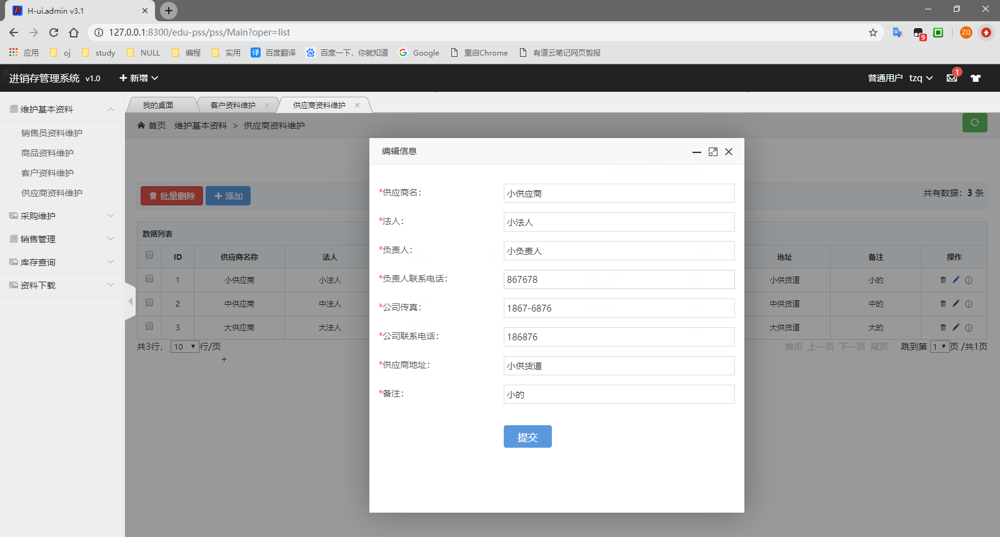 H-ui.admin v3.1
127.0.0.1:8300/edu-pss/pss/Main?oper=list
9
ZQ
应用 oj study NULL 编程 实用 译 百度翻译 百度一下，你就知道 Google 重启Chrome 有道云笔记网页剪报
进销存管理系统 v1.0 新增 普通用户 tzq 1
维护基本资料
销售员资料维护
商品资料维护
客户资料维护
供应商资料维护
采购维护
销售管理
库存查询
资料下载
我的桌面 客户资料维护 供应商资料维护
首页 维护基本资料 > 供应商资料维护
批量删除 添加 共有数据：3 条
数据列表
ID 供应商名称 法人 地址 备注 操作
1 小供应商 小法人 小供货道 小的
2 中供应商 中法人 中供货道 中的
3 大供应商 大法人 大供货道 大的
共3行， 10 行/页 首页 上一页 下一页 尾页 跳到第 1 页 /共1页
编辑信息
*供应商名： 小供应商
*法人： 小法人
*负责人： 小负责人
*负责人联系电话： 867678
*公司传真： 1867-6876
*公司联系电话： 186876
*供应商地址： 小供货道
*备注： 小的
提交